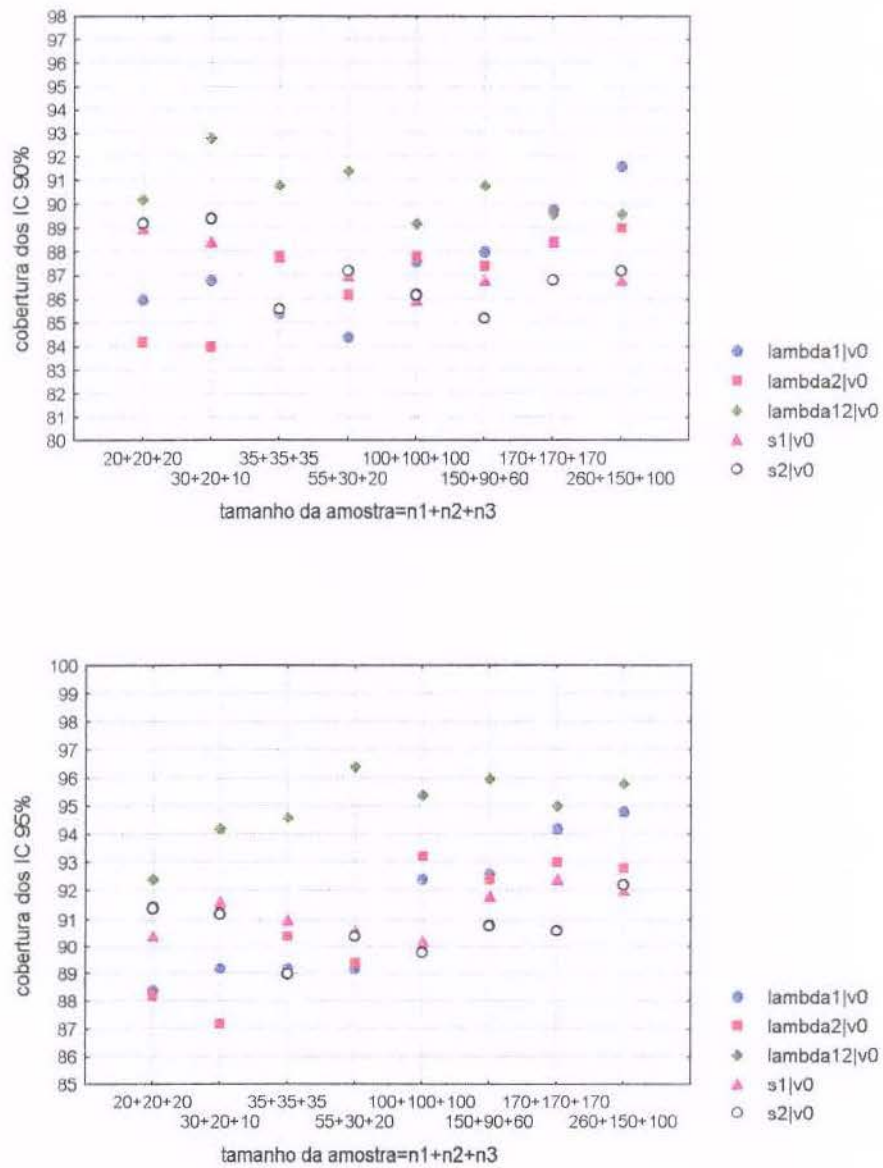 98
97
96
95
94
93
92
91
90
89
88
87
86
85
84
83
82
81
80
cobertura dos IC 90%
20+20+20 35+35+35 100+100+100 170+170+170
30+20+10 55+30+20 150+90+60 260+150+100
tamanho da amostra=n1+n2+n3
lambda1|v0
lambda2|v0
lambda12|v0
s1|v0
s2|v0
100
99
98
97
96
95
94
93
92
91
90
89
88
87
86
85
cobertura dos IC 95%
20+20+20 35+35+35 100+100+100 170+170+170
30+20+10 55+30+20 150+90+60 260+150+100
tamanho da amostra=n1+n2+n3
lambda1|v0
lambda2|v0
lambda12|v0
s1|v0
s2|v0